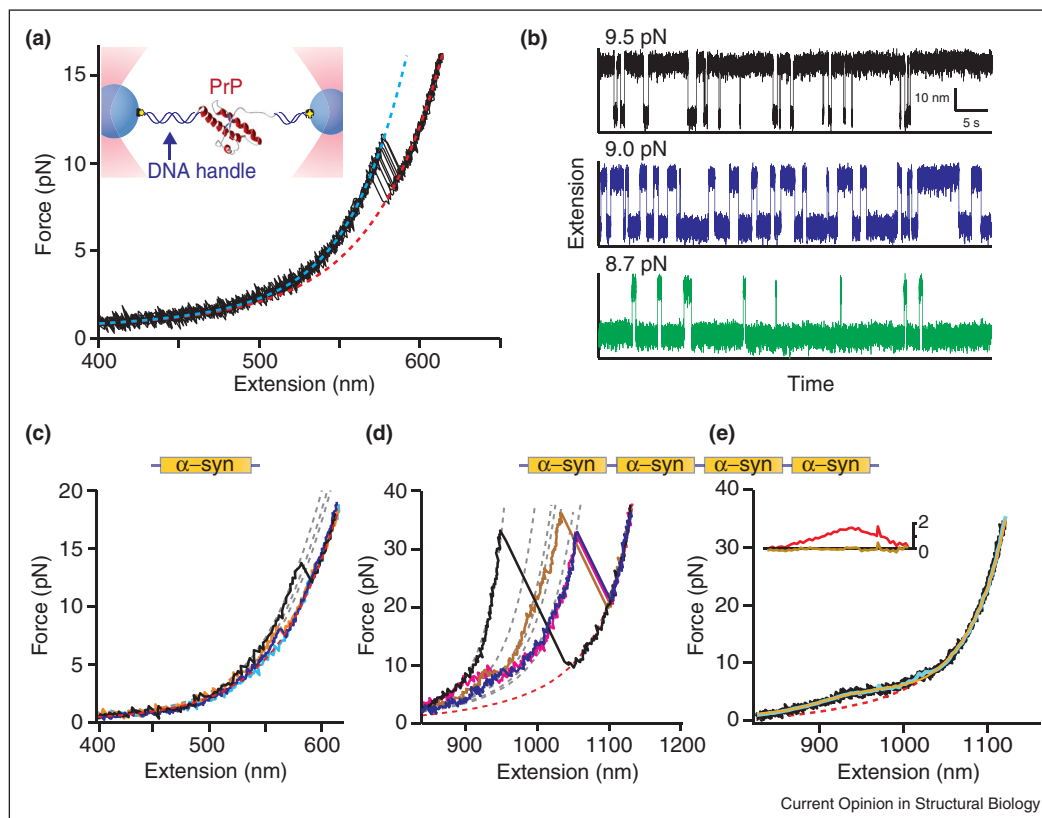 (a)
15
10
5
0
Force (pN)
400
500
600
Extension (nm)
PrP
DNA handle
(b)
9.5 pN
10 nm
5 s
9.0 pN
Extension
8.7 pN
Time
(c)
α–syn
20
15
10
5
0
Force (pN)
400
500
600
Extension (nm)
(d)
α–syn α–syn α–syn α–syn
40
30
20
10
0
Force (pN)
900
1000
1100
1200
Extension (nm)
(e)
40
30
20
10
0
2
0
Force (pN)
900
1000
1100
Extension (nm)
Current Opinion in Structural Biology